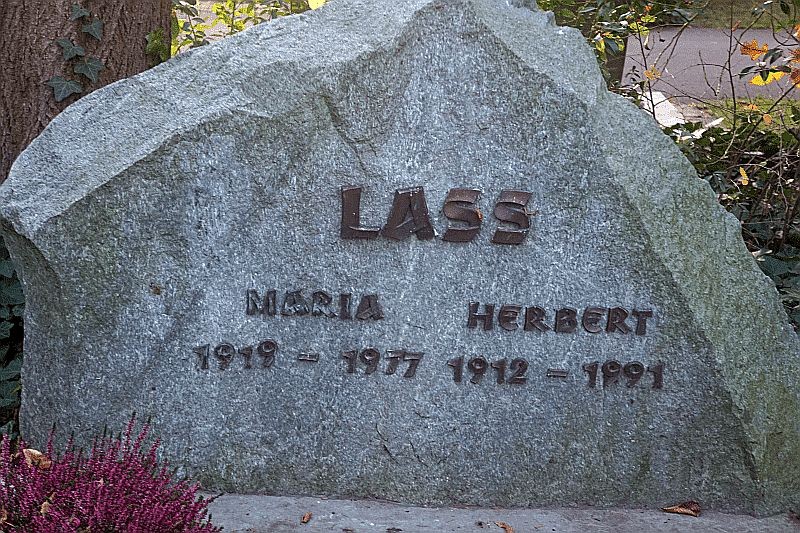 LASS
MARIA HERBERT
1919 – 1977 1912 – 1991